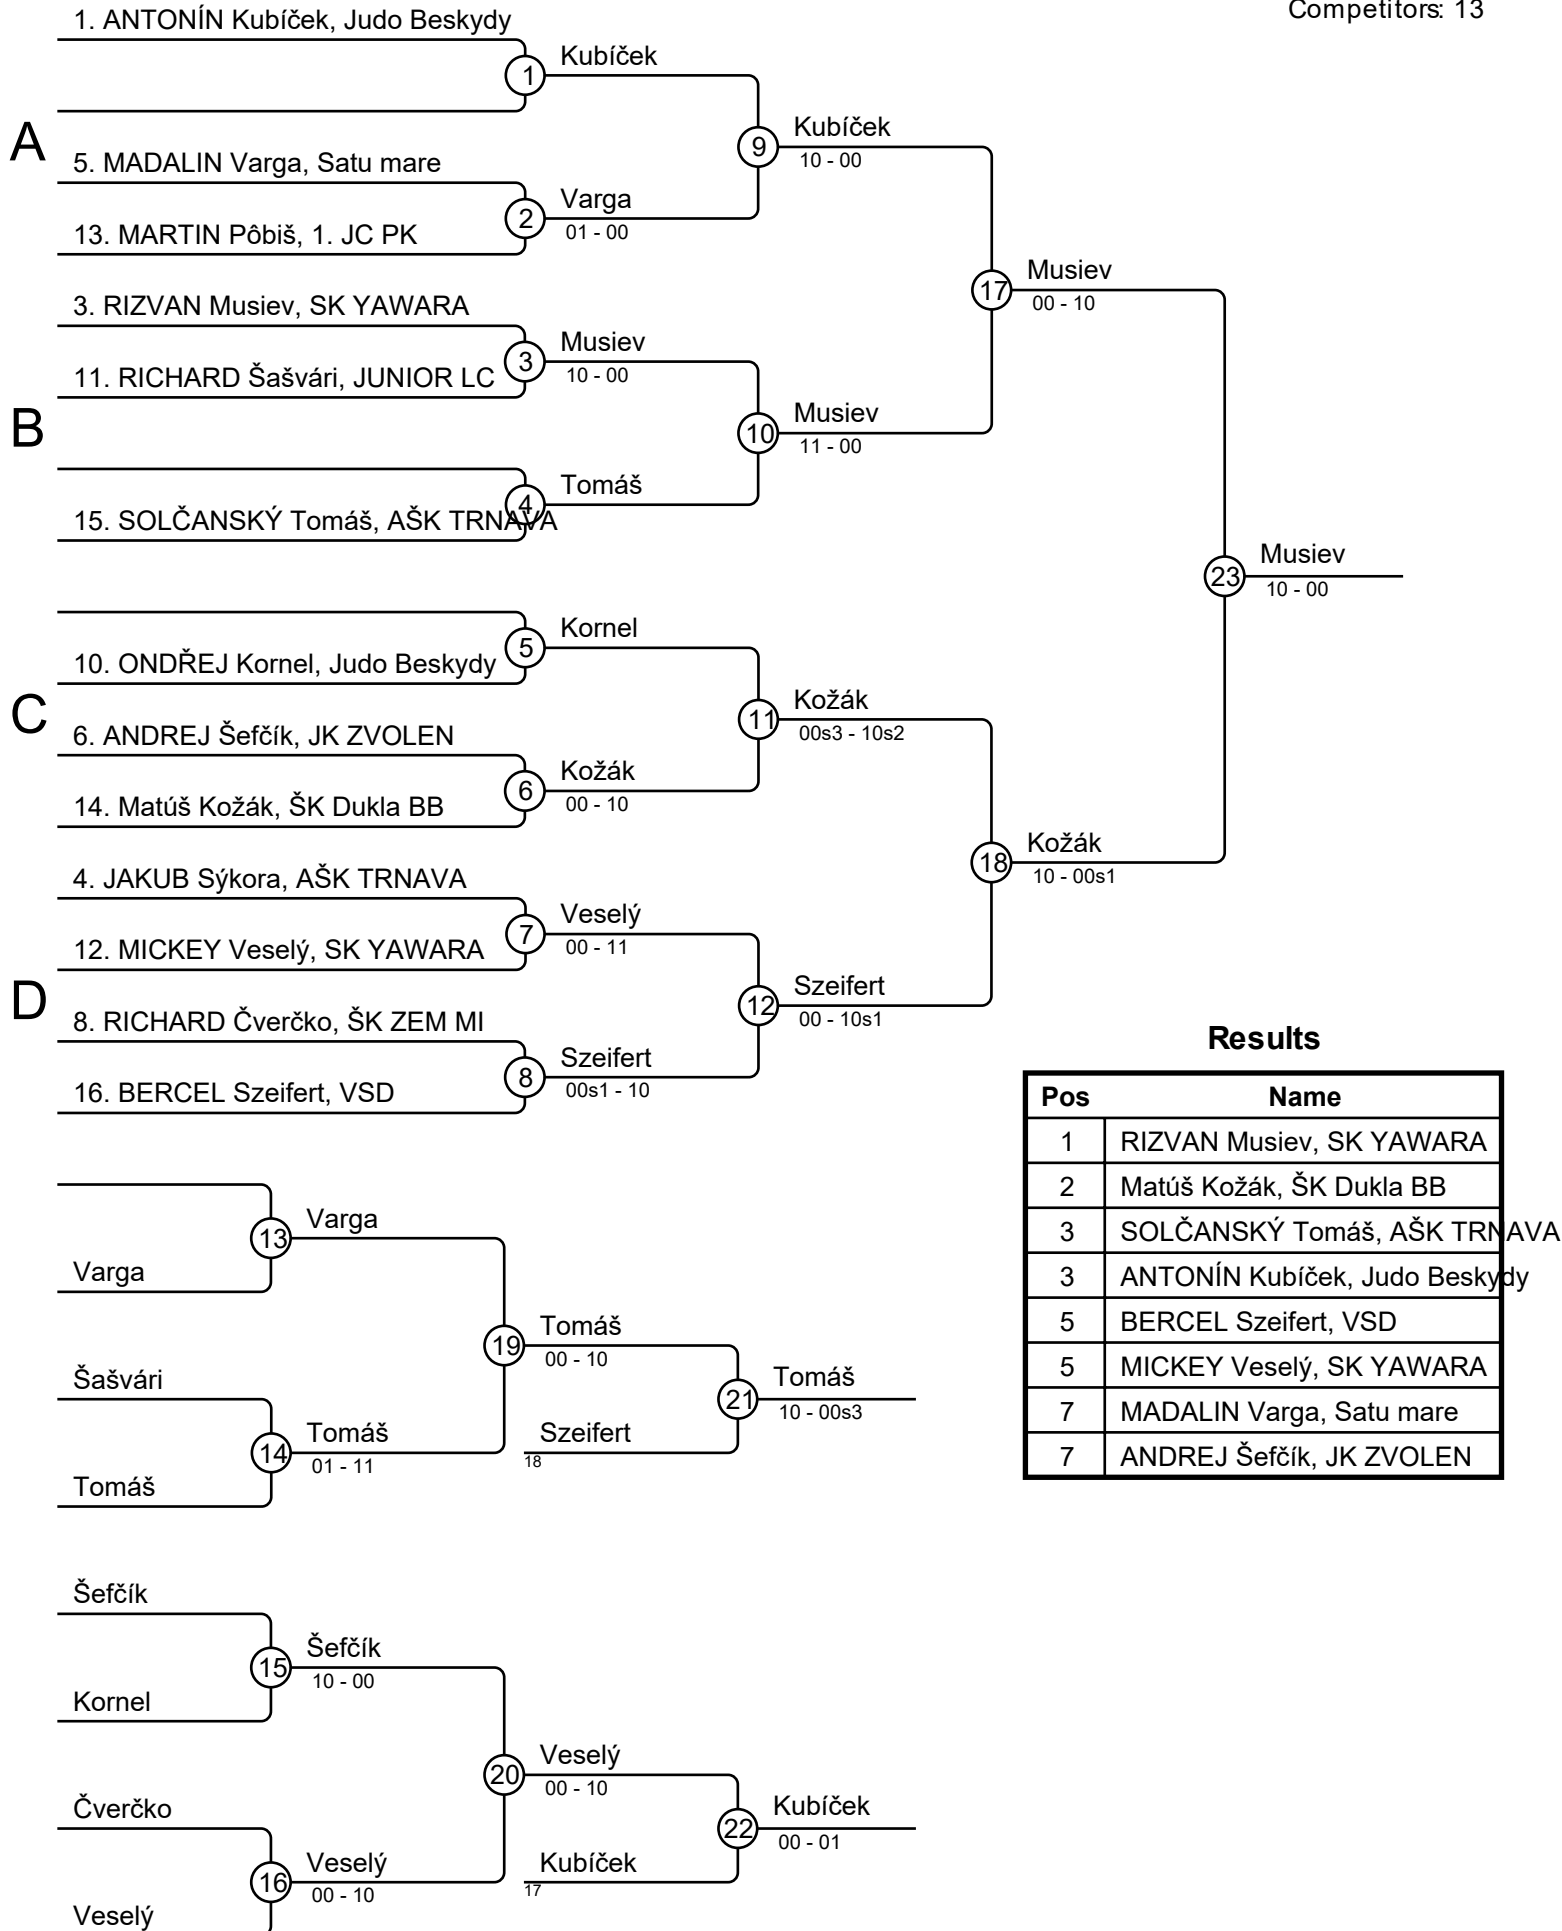 Competitors: 13
1. ANTONÍN Kubíček, Judo Beskydy
1
Kubíček
A
9
Kubíček
10 - 00
5. MADALIN Varga, Satu mare
2
Varga
01 - 00
13. MARTIN Pôbiš, 1. JC PK
17
Musiev
00 - 10
3. RIZVAN Musiev, SK YAWARA
3
Musiev
10 - 00
11. RICHARD Šašvári, JUNIOR LC
B
10
Musiev
11 - 00
4
Tomáš
15. SOLČANSKÝ Tomáš, AŠK TRNAVA
23
Musiev
10 - 00
5
Kornel
10. ONDŘEJ Kornel, Judo Beskydy
C
11
Kožák
00s3 - 10s2
6. ANDREJ Šefčík, JK ZVOLEN
6
Kožák
00 - 10
14. Matúš Kožák, ŠK Dukla BB
18
Kožák
10 - 00s1
4. JAKUB Sýkora, AŠK TRNAVA
7
Veselý
00 - 11
12. MICKEY Veselý, SK YAWARA
D
12
Szeifert
00 - 10s1
8. RICHARD Čverčko, ŠK ZEM MI
8
Szeifert
00s1 - 10
16. BERCEL Szeifert, VSD
Results
Pos Name
1 RIZVAN Musiev, SK YAWARA
2 Matúš Kožák, ŠK Dukla BB
3 SOLČANSKÝ Tomáš, AŠK TRNAVA
3 ANTONÍN Kubíček, Judo Beskydy
5 BERCEL Szeifert, VSD
5 MICKEY Veselý, SK YAWARA
7 MADALIN Varga, Satu mare
7 ANDREJ Šefčík, JK ZVOLEN
13
Varga
Varga
19
Tomáš
00 - 10
Šašvári
21
Tomáš
10 - 00s3
14
Tomáš
01 - 11
Szeifert
18
Tomáš
Šefčík
15
Šefčík
10 - 00
Kornel
20
Veselý
00 - 10
Čverčko
22
Kubíček
00 - 01
16
Veselý
00 - 10
Kubíček
17
Veselý